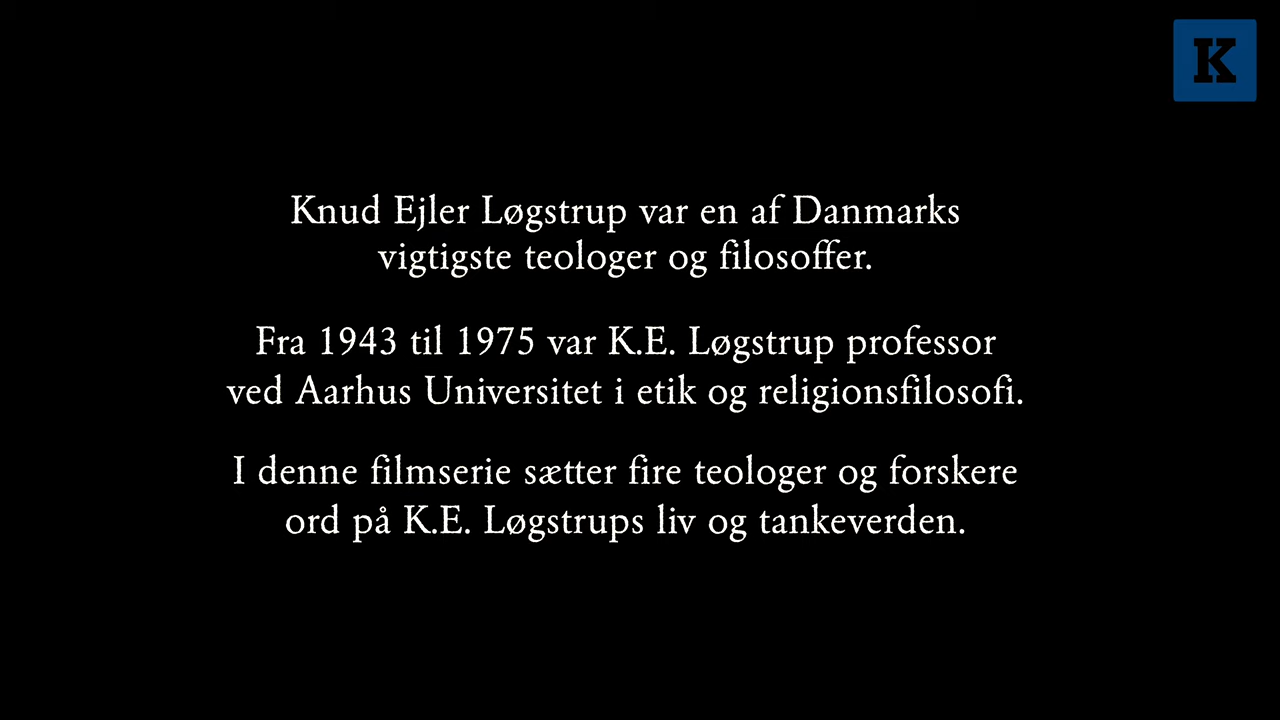 K
Knud Ejler Løgstrup var en af Danmarks
vigtigste teologer og filosoffer.
Fra 1943 til 1975 var K.E. Løgstrup professor
ved Aarhus Universitet i etik og religionsfilosofi.
I denne filmserie sætter fire teologer og forskere
ord på K.E. Løgstrups liv og tankeverden.